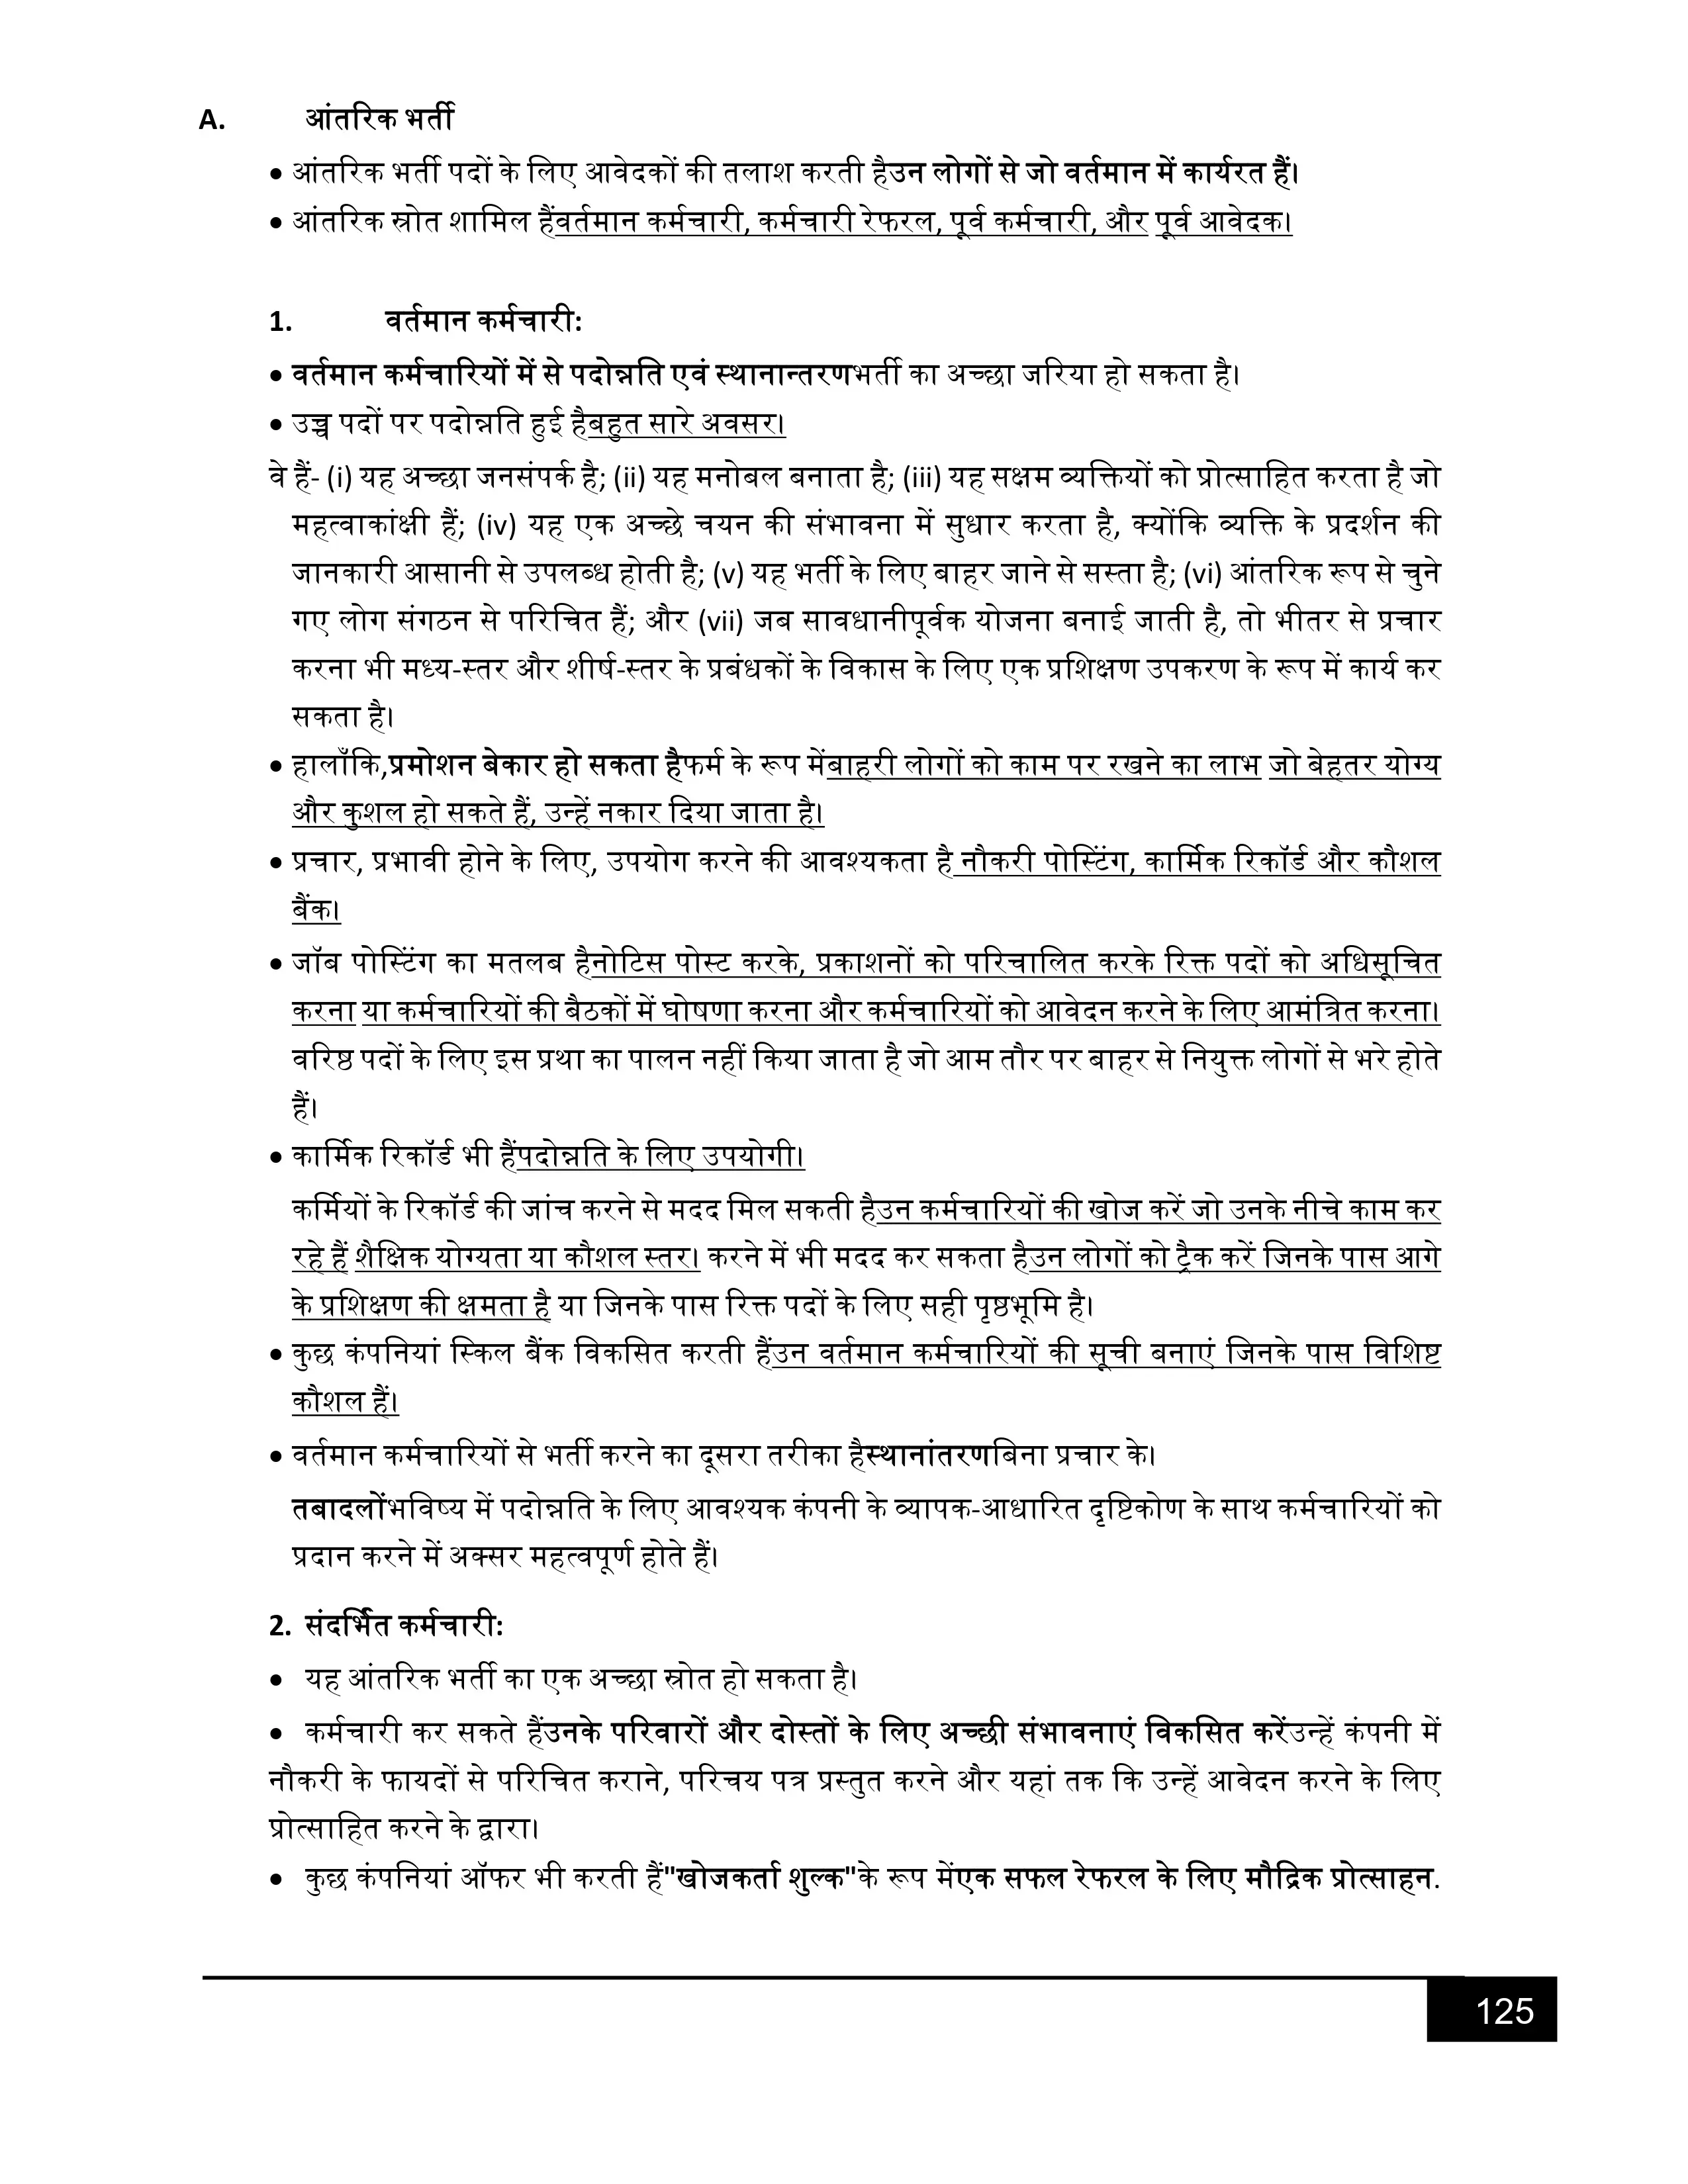 A. आंतरिक भर्ती
• आंतरिक भर्ती पदों के लिए आवेदकों की तलाश करती हैउन लोगों से जो वर्तमान में कार्यरत हैं।
• आंतरिक स्रोत शामिल हैंवर्तमान कर्मचारी, कर्मचारी रेफरल, पूर्व कर्मचारी, और पूर्व आवेदक।
1. वर्तमान कर्मचारी:
• वर्तमान कर्मचारियों में से पदोन्नति एवं स्थानान्तरणभर्ती का अच्छा जरिया हो सकता है।
• उच्च पदों पर पदोन्नति हुई हैबहुत सारे अवसर।
वे हैं- (i) यह अच्छा जनसंपर्क है; (ii) यह मनोबल बनाता है; (iii) यह सक्षम व्यक्तियों को प्रोत्साहित करता है जो
महत्वाकांक्षी हैं; (iv) यह एक अच्छे चयन की संभावना में सुधार करता है, क्योंकि व्यक्ति के प्रदर्शन की
जानकारी आसानी से उपलब्ध होती है; (v) यह भर्ती के लिए बाहर जाने से सस्ता है; (vi) आंतरिक रूप से चुने
गए लोग संगठन से परिचित हैं; और (vii) जब सावधानीपूर्वक योजना बनाई जाती है, तो भीतर से प्रचार
करना भी मध्य-स्तर और शीर्ष-स्तर के प्रबंधकों के विकास के लिए एक प्रशिक्षण उपकरण के रूप में कार्य कर
सकता है।
• हालाँकि,प्रमोशन बेकार हो सकता हैफर्म के रूप मेंबाहरी लोगों को काम पर रखने का लाभ जो बेहतर योग्य
और कुशल हो सकते हैं, उन्हें नकार दिया जाता है।
• प्रचार, प्रभावी होने के लिए, उपयोग करने की आवश्यकता है नौकरी पोस्टिंग, कार्मिक रिकॉर्ड और कौशल
बैंक।
• जॉब पोस्टिंग का मतलब हैनोटिस पोस्ट करके, प्रकाशनों को परिचालित करके रिक्त पदों को अधिसूचित
करना या कर्मचारियों की बैठकों में घोषणा करना और कर्मचारियों को आवेदन करने के लिए आमंत्रित करना।
वरिष्ठ पदों के लिए इस प्रथा का पालन नहीं किया जाता है जो आम तौर पर बाहर से नियुक्त लोगों से भरे होते
हैं।
• कार्मिक रिकॉर्ड भी हैंपदोन्नति के लिए उपयोगी।
कर्मियों के रिकॉर्ड की जांच करने से मदद मिल सकती हैउन कर्मचारियों की खोज करें जो उनके नीचे काम कर
रहे हैं शैक्षिक योग्यता या कौशल स्तर। करने में भी मदद कर सकता हैउन लोगों को ट्रैक करें जिनके पास आगे
के प्रशिक्षण की क्षमता है या जिनके पास रिक्त पदों के लिए सही पृष्ठभूमि है।
• कुछ कंपनियां स्किल बैंक विकसित करती हैंउन वर्तमान कर्मचारियों की सूची बनाएं जिनके पास विशिष्ट
कौशल हैं।
• वर्तमान कर्मचारियों से भर्ती करने का दूसरा तरीका हैस्थानांतरणबिना प्रचार के।
तबादलोंभविष्य में पदोन्नति के लिए आवश्यक कंपनी के व्यापक-आधारित दृष्टिकोण के साथ कर्मचारियों को
प्रदान करने में अक्सर महत्वपूर्ण होते हैं।
2. संदर्भित कर्मचारी:
• यह आंतरिक भर्ती का एक अच्छा स्रोत हो सकता है।
• कर्मचारी कर सकते हैंउनके परिवारों और दोस्तों के लिए अच्छी संभावनाएं विकसित करेंउन्हें कंपनी में
नौकरी के फायदों से परिचित कराने, परिचय पत्र प्रस्तुत करने और यहां तक कि उन्हें आवेदन करने के लिए
प्रोत्साहित करने के द्वारा।
• कुछ कंपनियां ऑफर भी करती हैं"खोजकर्ता शुल्क"के रूप मेंएक सफल रेफरल के लिए मौद्रिक प्रोत्साहन.
125